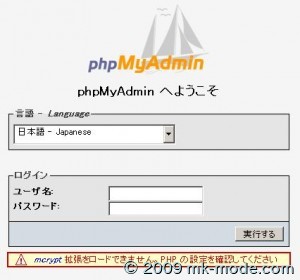 phpMyAdmin
phpMyAdmin へようこそ
言語 - Language
日本語 - Japanese
ログイン
ユーザ名:
パスワード:
実行する
mcrypt 拡張をロードできません。PHP の設定を確認してください
© 2009 mk-mode.com